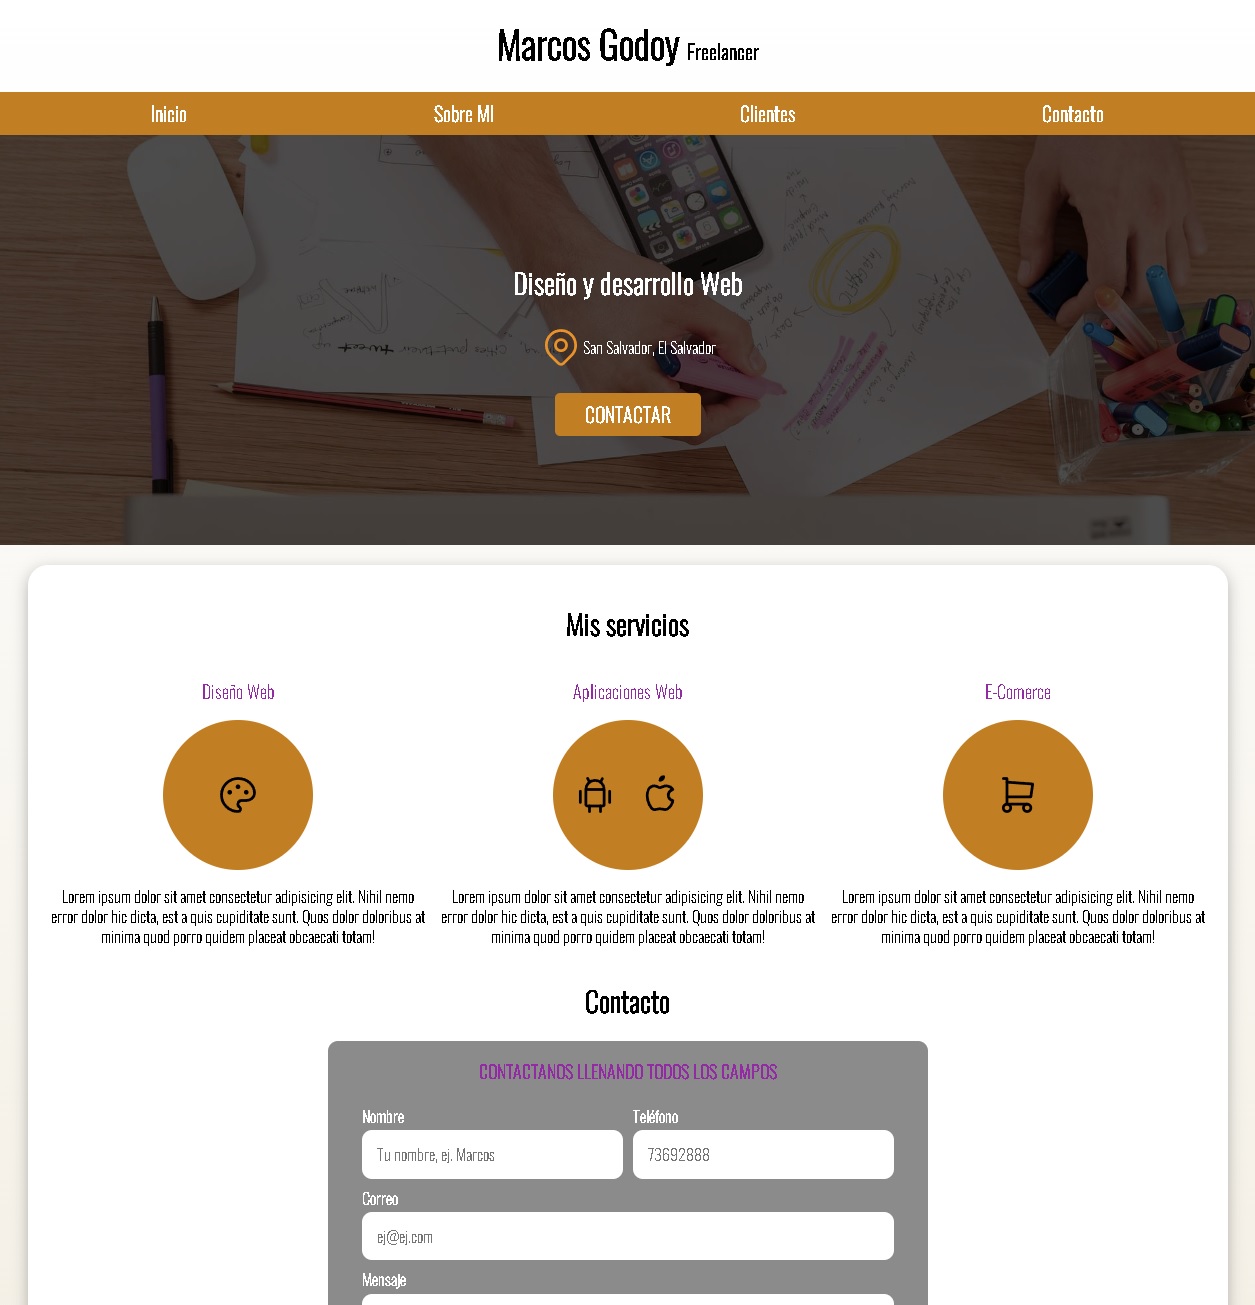 Marcos Godoy Freelancer
Inicio Sobre MI Clientes Contacto
Diseño y desarrollo Web
San Salvador, El Salvador
CONTACTAR
Mis servicios
Diseño Web
Lorem ipsum dolor sit amet consectetur adipisicing elit. Nihil nemo
error dolor hic dicta, est a quis cupiditate sunt. Quos dolor doloribus at
minima quod porro quidem placeat obcaecati totam!
Aplicaciones Web
Lorem ipsum dolor sit amet consectetur adipisicing elit. Nihil nemo
error dolor hic dicta, est a quis cupiditate sunt. Quos dolor doloribus at
minima quod porro quidem placeat obcaecati totam!
E-Comerce
Lorem ipsum dolor sit amet consectetur adipisicing elit. Nihil nemo
error dolor hic dicta, est a quis cupiditate sunt. Quos dolor doloribus at
minima quod porro quidem placeat obcaecati totam!
Contacto
CONTACTANOS LLENANDO TODOS LOS CAMPOS
Nombre
Tu nombre, ej. Marcos
Teléfono
73692888
Correo
ej@ej.com
Mensaje